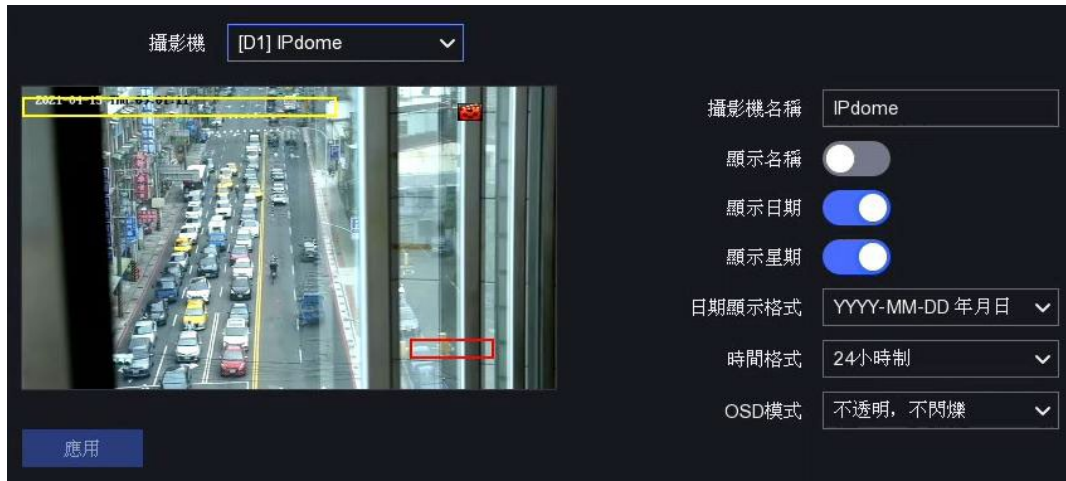 攝影機 [D1] IPdome
2021-01-15
攝影機名稱 IPdome
顯示名稱
顯示日期
顯示星期
日期顯示格式 YYYY-MM-DD 年月日
時間格式 24小時制
OSD模式 不透明，不閃爍
應用